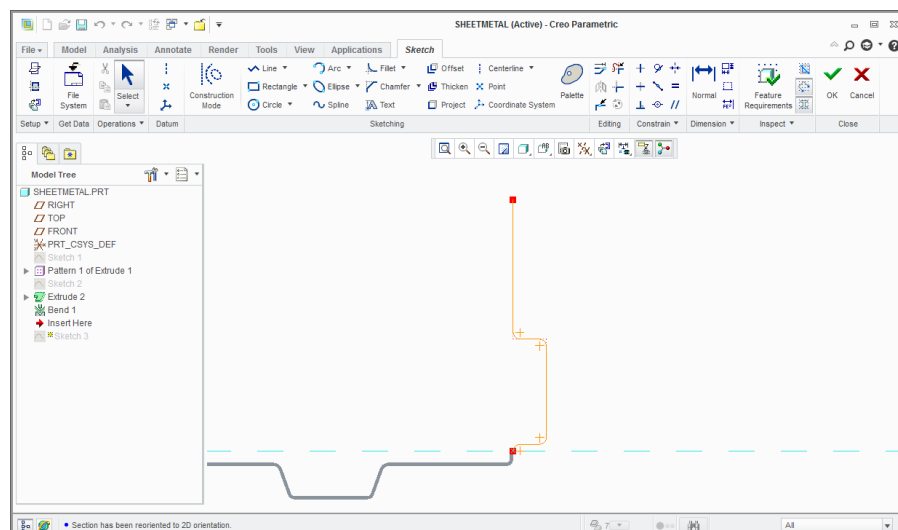 SHEETMETAL (Active) - Creo Parametric
File Model Analysis Annotate Render Tools View Applications Sketch
Line Arc Fillet Offset Centerline
Rectangle Ellipse Chamfer Thicken Point
Circle Spline Text Project Coordinate System
File System
Select
Construction Mode
Palette
Normal
Feature Requirements
OK Cancel
Setup Get Data Operations Datum Sketching Editing Constrain Dimension Inspect Close
Model Tree
SHEETMETAL.PRT
RIGHT
TOP
FRONT
PRT_CSYS_DEF
Sketch 1
Pattern 1 of Extrude 1
Sketch 2
Extrude 2
Bend 1
Insert Here
Sketch 3
• Section has been reoriented to 2D orientation.
7
All